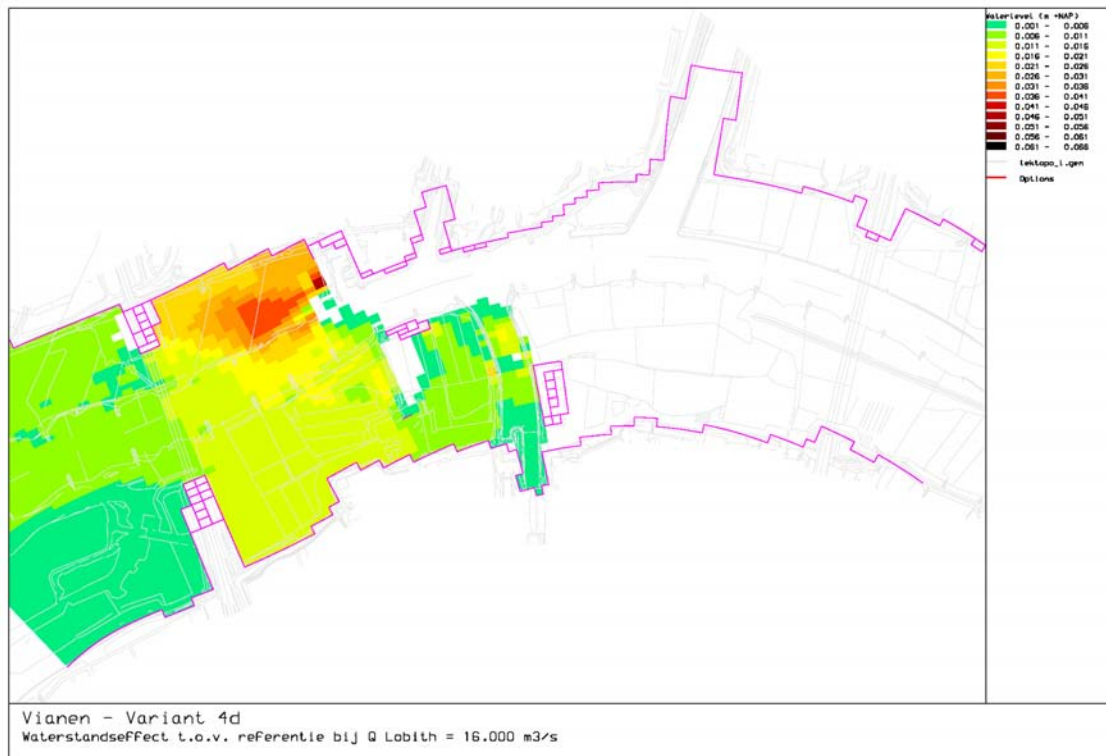 Waterlevel (m +NAP)
0.001 - 0.006
0.006 - 0.011
0.011 - 0.016
0.016 - 0.021
0.021 - 0.026
0.026 - 0.031
0.031 - 0.036
0.036 - 0.041
0.041 - 0.046
0.046 - 0.051
0.051 - 0.056
0.056 - 0.061
0.061 - 0.066
lektopo_i.gen
Options
Vianen - Variant 4d
Waterstandseffect t.o.v. referentie bij Q Lobith = 16.000 m3/s